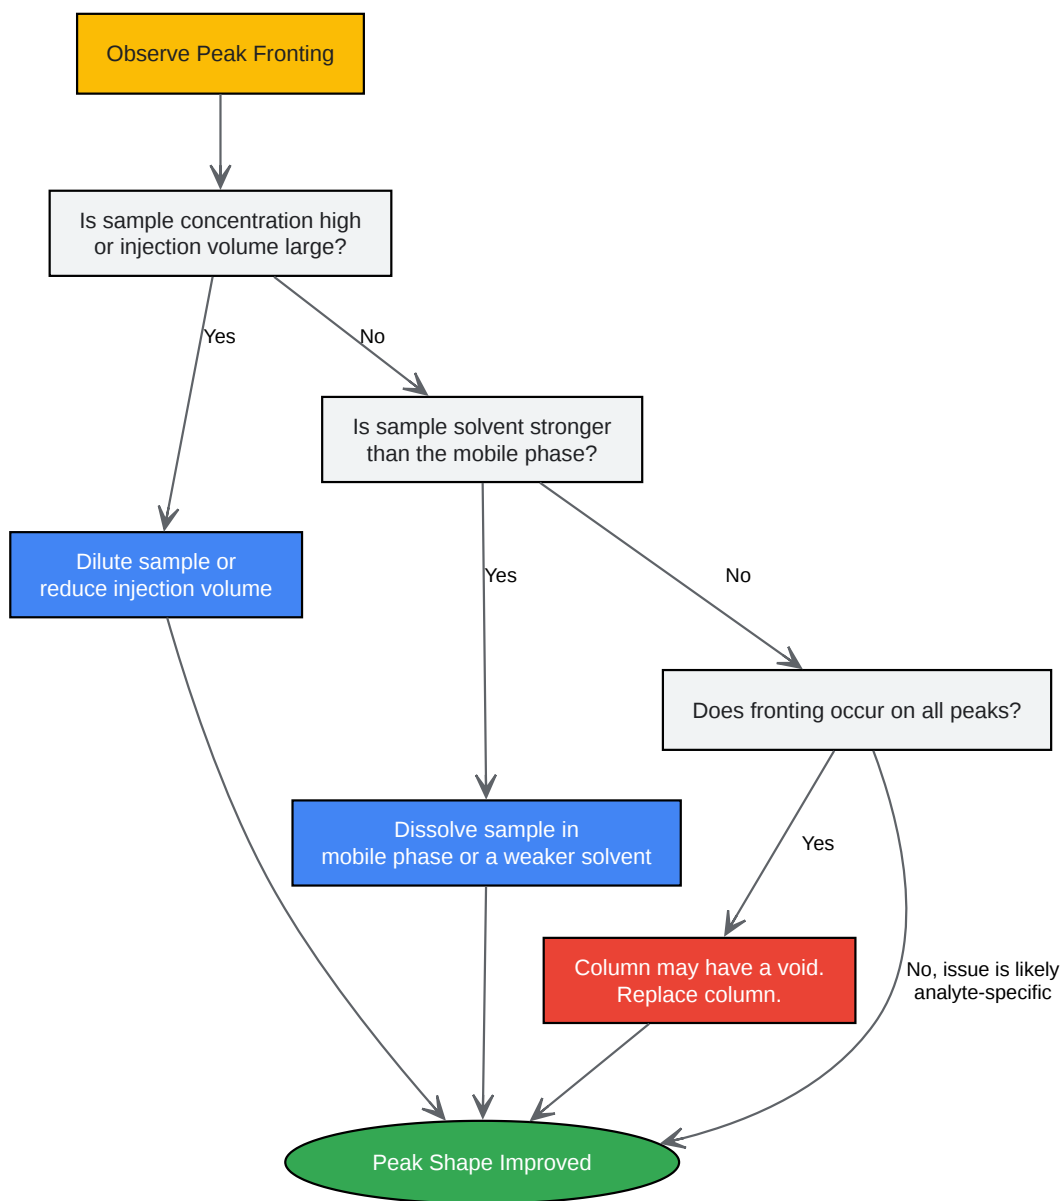 Observe Peak Fronting
Is sample concentration high
or injection volume large?
Yes
No
Is sample solvent stronger
than the mobile phase?
Dilute sample or
reduce injection volume
Yes
No
Does fronting occur on all peaks?
Dissolve sample in
mobile phase or a weaker solvent
Yes
Column may have a void.
Replace column.
No, issue is likely
analyte-specific
Peak Shape Improved